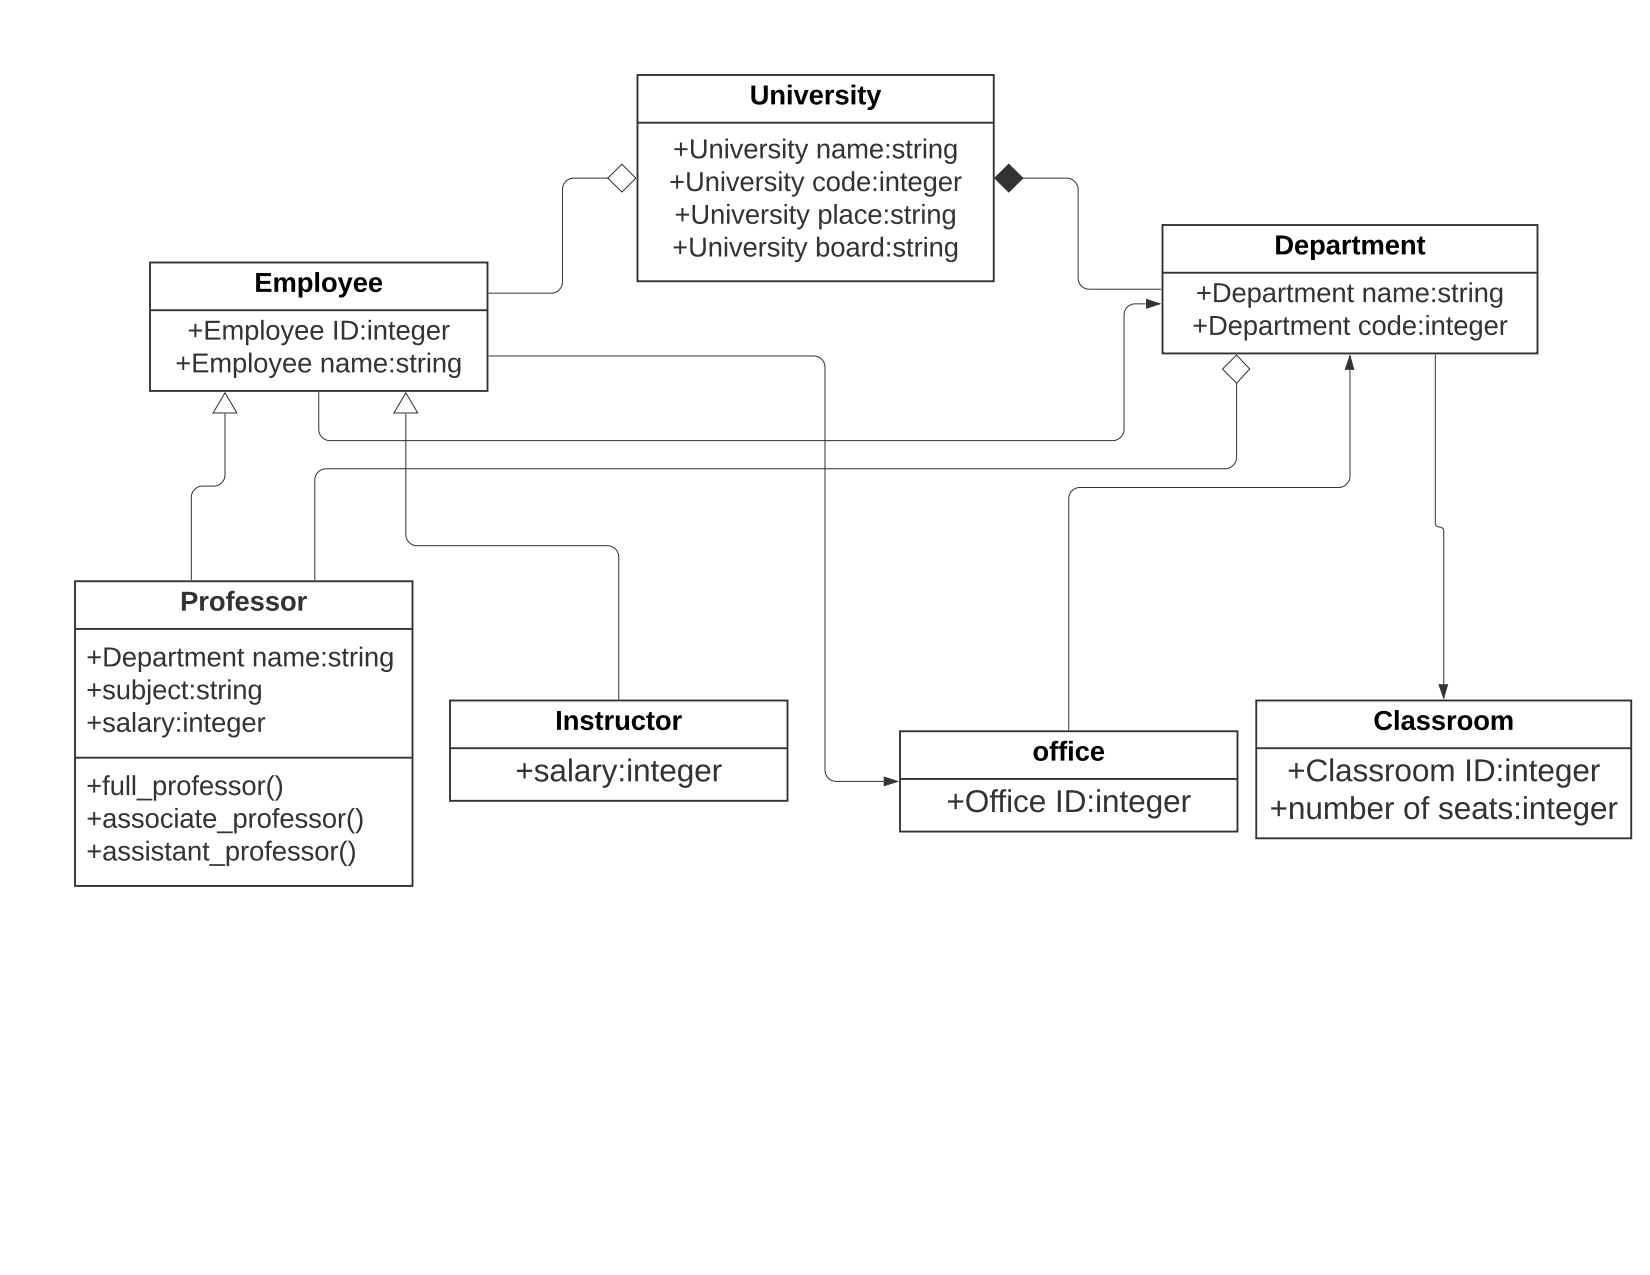 University
+University name:string
+University code:integer
+University place:string
+University board:string
Department
+Department name:string
+Department code:integer
Employee
+Employee ID:integer
+Employee name:string
Professor
+Department name:string
+subject:string
+salary:integer
+full_professor()
+associate_professor()
+assistant_professor()
Instructor
+salary:integer
office
+Office ID:integer
Classroom
+Classroom ID:integer
+number of seats:integer